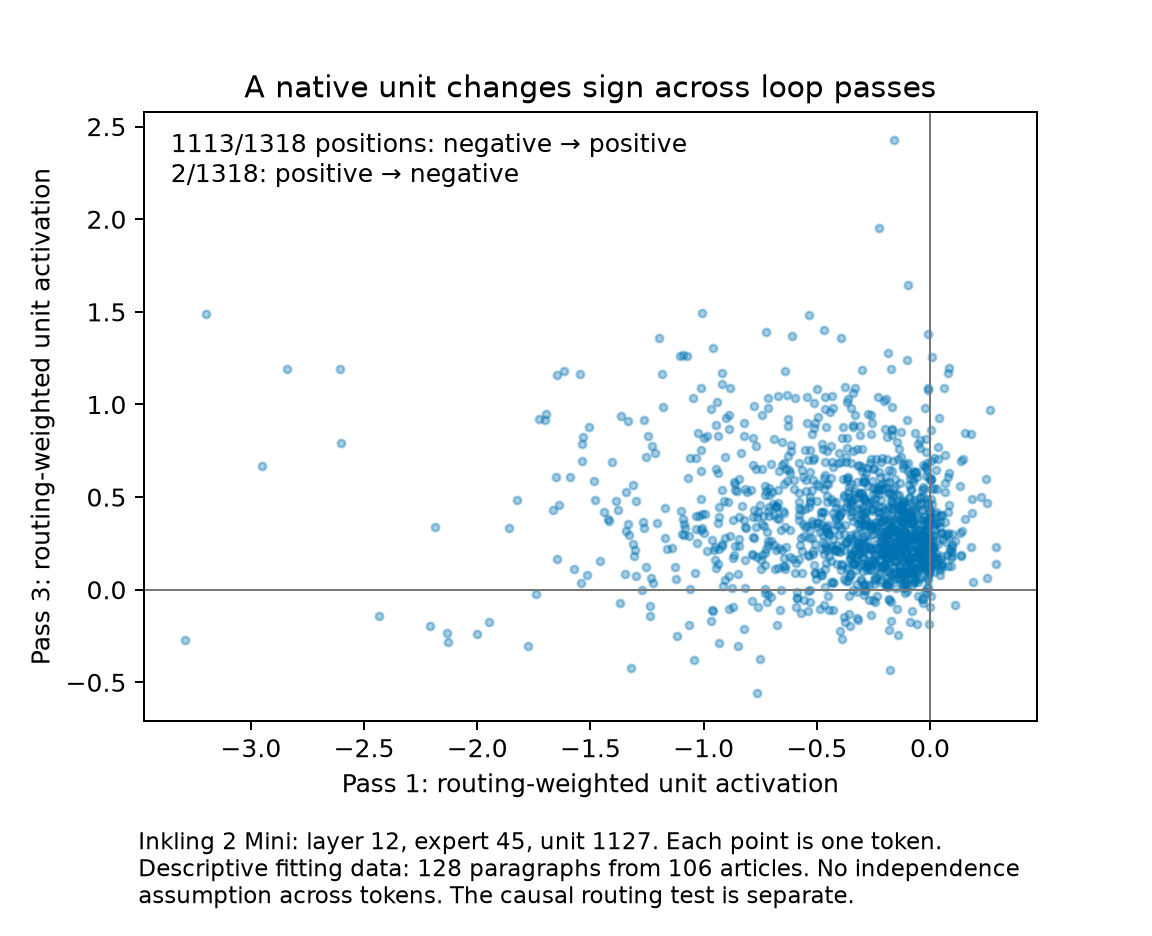 A native unit changes sign across loop passes
1113/1318 positions: negative → positive
2/1318: positive → negative
Pass 3: routing-weighted unit activation
2.5
2.0
1.5
1.0
0.5
0.0
−0.5
−3.0
−2.5
−2.0
−1.5
−1.0
−0.5
0.0
Pass 1: routing-weighted unit activation
Inkling 2 Mini: layer 12, expert 45, unit 1127. Each point is one token.
Descriptive fitting data: 128 paragraphs from 106 articles. No independence
assumption across tokens. The causal routing test is separate.